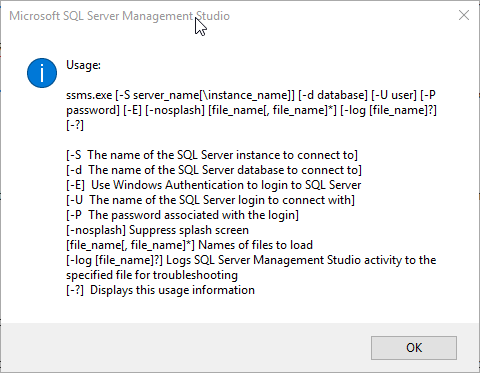 Microsoft SQL Server Management Studio
Usage:
ssms.exe [-S server_name[\instance_name]] [-d database] [-U user] [-P
password] [-E] [-nosplash] [file_name[, file_name]*] [-log [file_name]?]
[-?]
[-S  The name of the SQL Server instance to connect to]
[-d  The name of the SQL Server database to connect to]
[-E]  Use Windows Authentication to login to SQL Server
[-U  The name of the SQL Server login to connect with]
[-P  The password associated with the login]
[-nosplash] Suppress splash screen
[file_name[, file_name]*] Names of files to load
[-log [file_name]?] Logs SQL Server Management Studio activity to the
specified file for troubleshooting
[-?]  Displays this usage information
OK